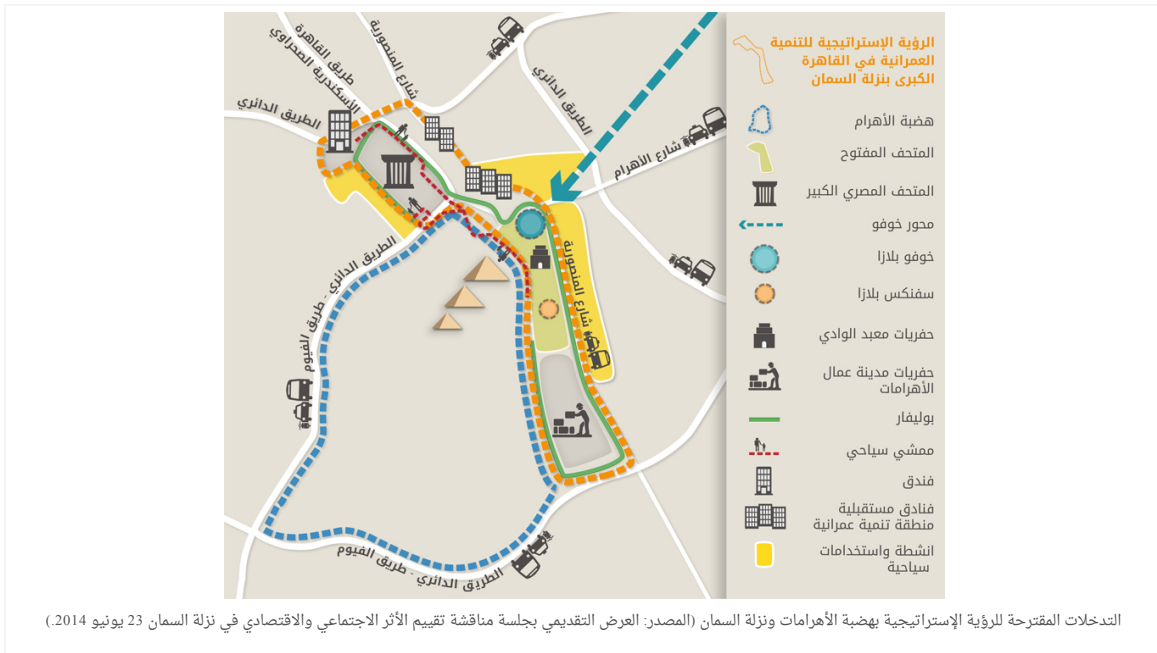 الرؤية الإستراتيجية للتنمية
العمرانية في القاهرة
الكبرى بنزلة السمان
هضبة الأهرام
المتحف المفتوح
المتحف المصري الكبير
محور خوفو
خوفو بلازا
سفنكس بلازا
حفريات معبد الوادي
حفريات مدينة عمال
الأهرامات
بوليفار
ممشي سياحي
فندق
فنادق مستقبلية
منطقة تنمية عمرانية
انشطة واستخدامات
سياحية
شارع المنصورية
طريق القاهرة
الأسكندرية الصحراوي
الطريق الدائري
الطريق الدائري
شارع الأهرام
شارع المنصورية
الطريق الدائري - طريق الفيوم
الطريق الدائري - طريق الفيوم
التدخلات المقترحة للرؤية الإستراتيجية بهضبة الأهرامات ونزلة السمان (المصدر: العرض التقديمي بجلسة مناقشة تقييم الأثر الاجتماعي والاقتصادي في نزلة السمان 23 يونيو 2014.)